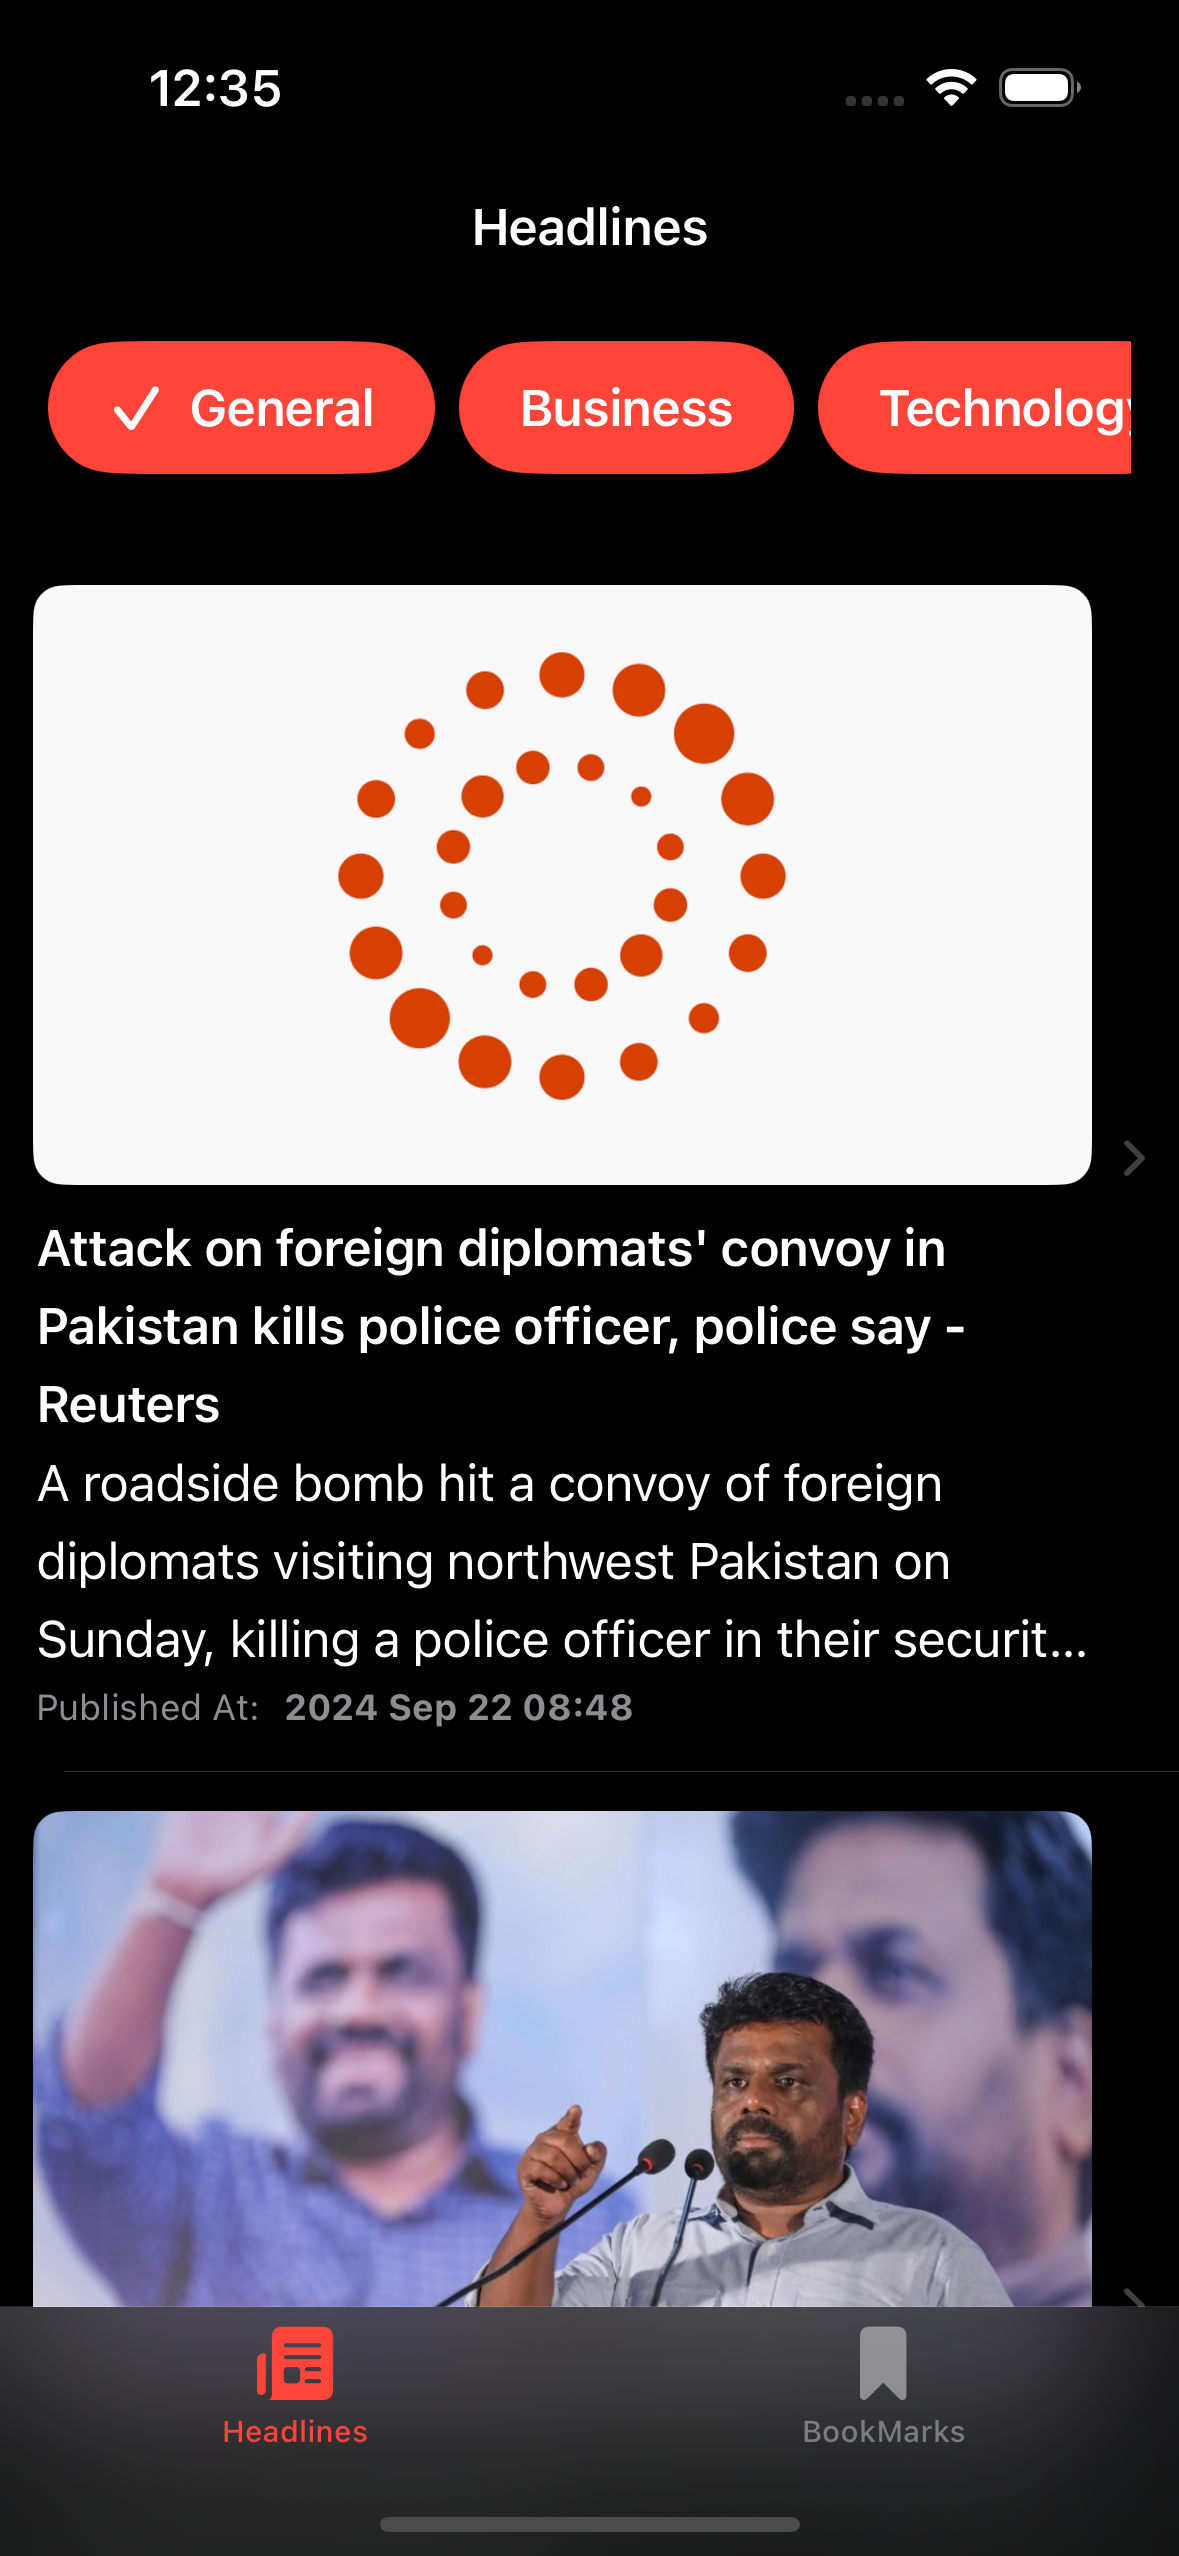 12:35
Headlines
General
Business
Technology
Attack on foreign diplomats' convoy in
Pakistan kills police officer, police say -
Reuters
A roadside bomb hit a convoy of foreign
diplomats visiting northwest Pakistan on
Sunday, killing a police officer in their securit...
Published At: 2024 Sep 22 08:48
Headlines
BookMarks